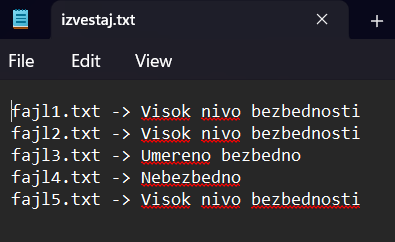 izvestaj.txt
File Edit View
fajl1.txt -> Visok nivo bezbednosti
fajl2.txt -> Visok nivo bezbednosti
fajl3.txt -> Umereno bezbedno
fajl4.txt -> Nebezbedno
fajl5.txt -> Visok nivo bezbednosti